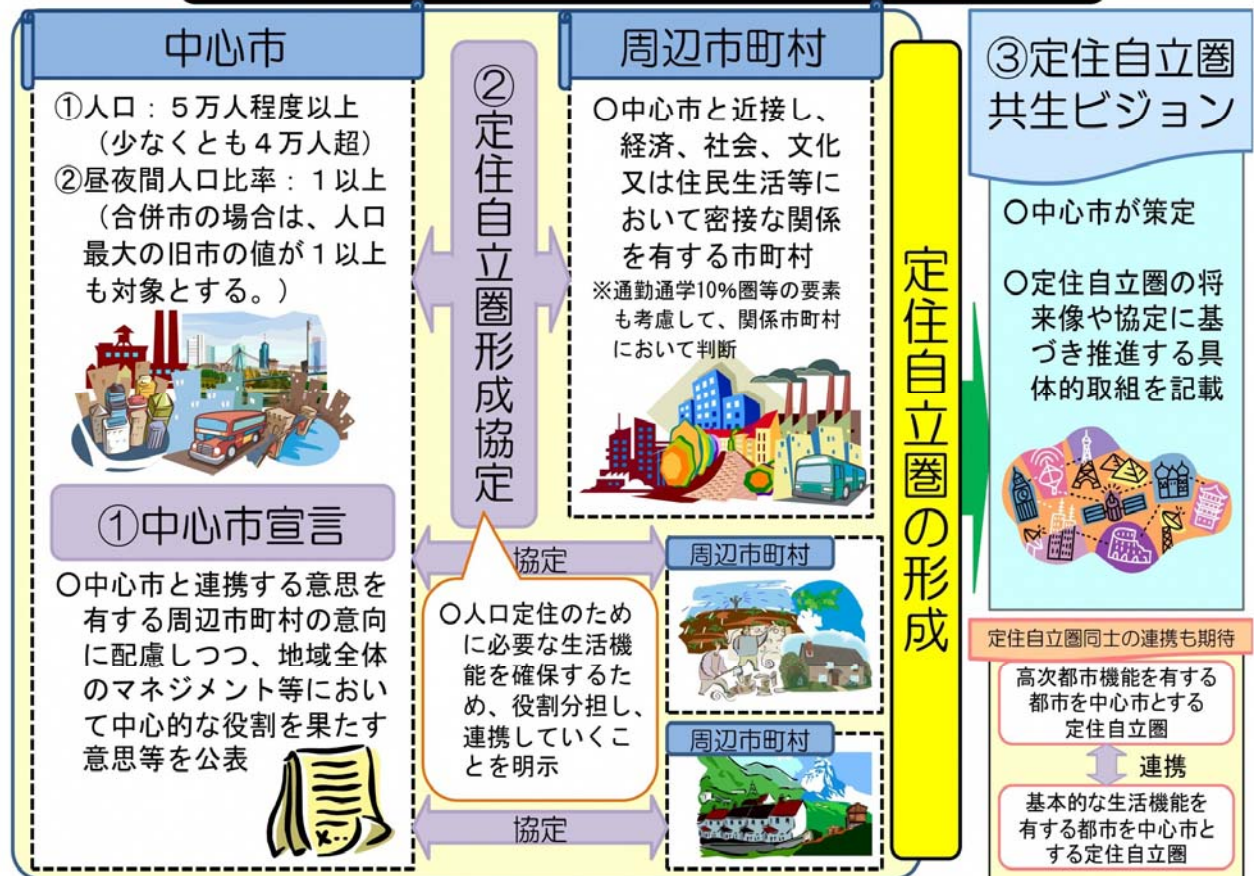 中心市
①人口：５万人程度以上
（少なくとも４万人超）
②昼夜間人口比率：１以上
（合併市の場合は、人口
最大の旧市の値が１以上
も対象とする。）
①中心市宣言
○中心市と連携する意思を
有する周辺市町村の意向
に配慮しつつ、地域全体
のマネジメント等におい
て中心的な役割を果たす
意思等を公表
②定住自立圏形成協定
協定
○人口定住のため
に必要な生活機
能を確保するた
め、役割分担し、
連携していくこ
とを明示
協定
周辺市町村
○中心市と近接し、
経済、社会、文化
又は住民生活等に
おいて密接な関係
を有する市町村
※通勤通学10%圏等の要素
も考慮して、関係市町村
において判断
周辺市町村
周辺市町村
定住自立圏の形成
③定住自立圏
共生ビジョン
○中心市が策定
○定住自立圏の将
来像や協定に基
づき推進する具
体的取組を記載
定住自立圏同士の連携も期待
高次都市機能を有する
都市を中心市とする
定住自立圏
連携
基本的な生活機能を
有する都市を中心市と
する定住自立圏